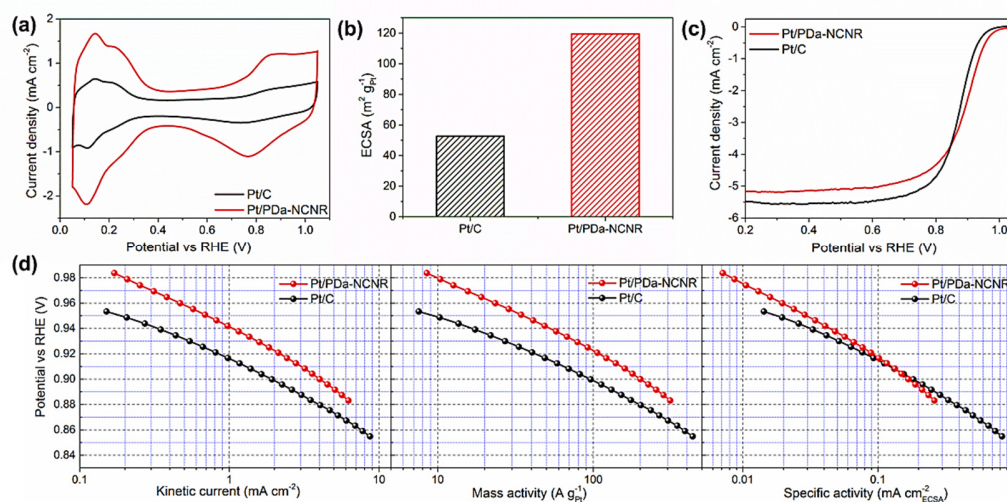 (a)
Current density (mA cm⁻²)
2
1
0
-1
-2
Pt/C
Pt/PDa-NCNR
0.2 0.4 0.6 0.8 1.0
Potential vs RHE (V)
(b)
ECSA (m² g⁻¹Pt)
120
100
80
60
40
20
0
Pt/C Pt/PDa-NCNR
(c)
Current density (mA cm⁻²)
0
-1
-2
-3
-4
-5
-6
Pt/PDa-NCNR
Pt/C
0.2 0.4 0.6 0.8 1.0
Potential vs RHE (V)
(d)
Potential vs RHE (V)
0.98
0.96
0.94
0.92
0.90
0.88
0.86
0.84
Pt/PDa-NCNR
Pt/C
0.1 1 10
Kinetic current (mA cm⁻²)
Pt/PDa-NCNR
Pt/C
10 100
Mass activity (A g⁻¹Pt)
Pt/PDa-NCNR
Pt/C
0.01 0.1 1
Specific activity (mA cm⁻²ECSA)